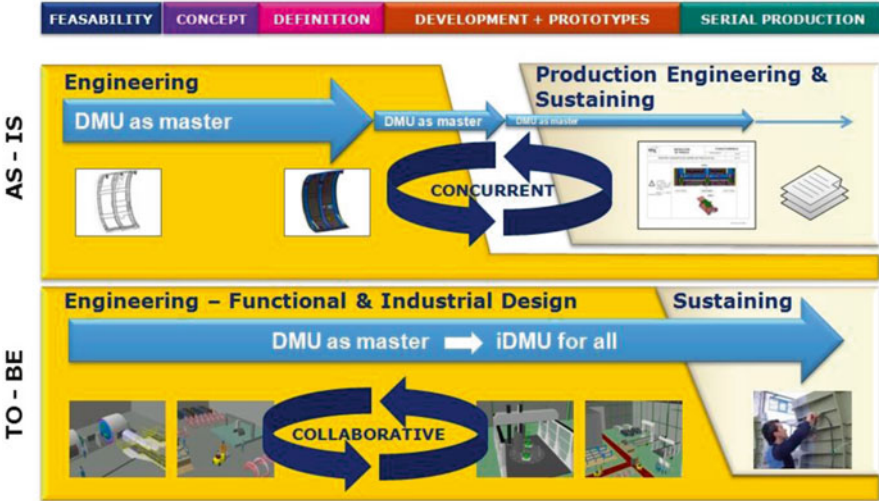 FEASABILITY
CONCEPT
DEFINITION
DEVELOPMENT + PROTOTYPES
SERIAL PRODUCTION
AS - IS
Engineering
Production Engineering &
Sustaining
DMU as master
DMU as master
DMU as master
CONCURRENT
TO - BE
Engineering – Functional & Industrial Design
Sustaining
DMU as master
iDMU for all
COLLABORATIVE